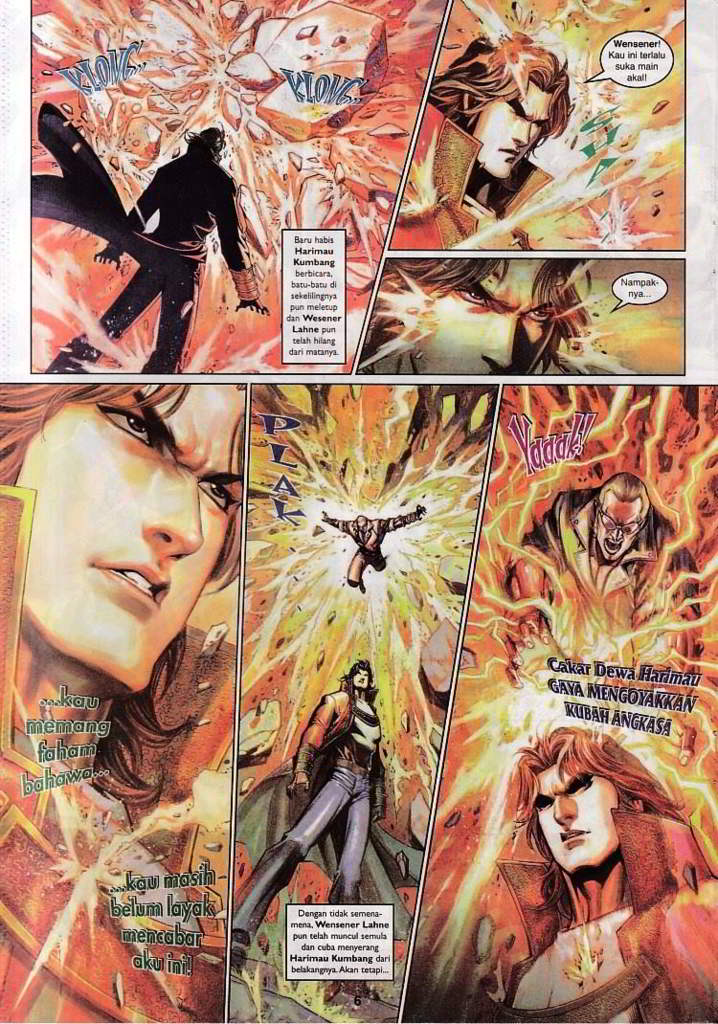 KLONG..
KLONG..
Baru habis
Harimau
Kumbang
berbicara,
batu-batu di
sekelilingnya
pun meletup
dan Wesener
Lahne pun
telah hilang
dari matanya.
Wensener!
Kau ini terlalu
suka main
akal!
Nampak-
nya...
...kau
memang
faham
bahawa...
...kau masih
belum layak
mencabar
aku ini!
PLAK..
Dengan tidak semena-
mena, Wensener Lahne
pun telah muncul semula
dan cuba menyerang
Harimau Kumbang dari
belakangnya. Akan tetapi...
Yaaak!!
Cakar Dewa Harimau
GAYA MENGOYAKKAN
KUBAH ANGKASA
6